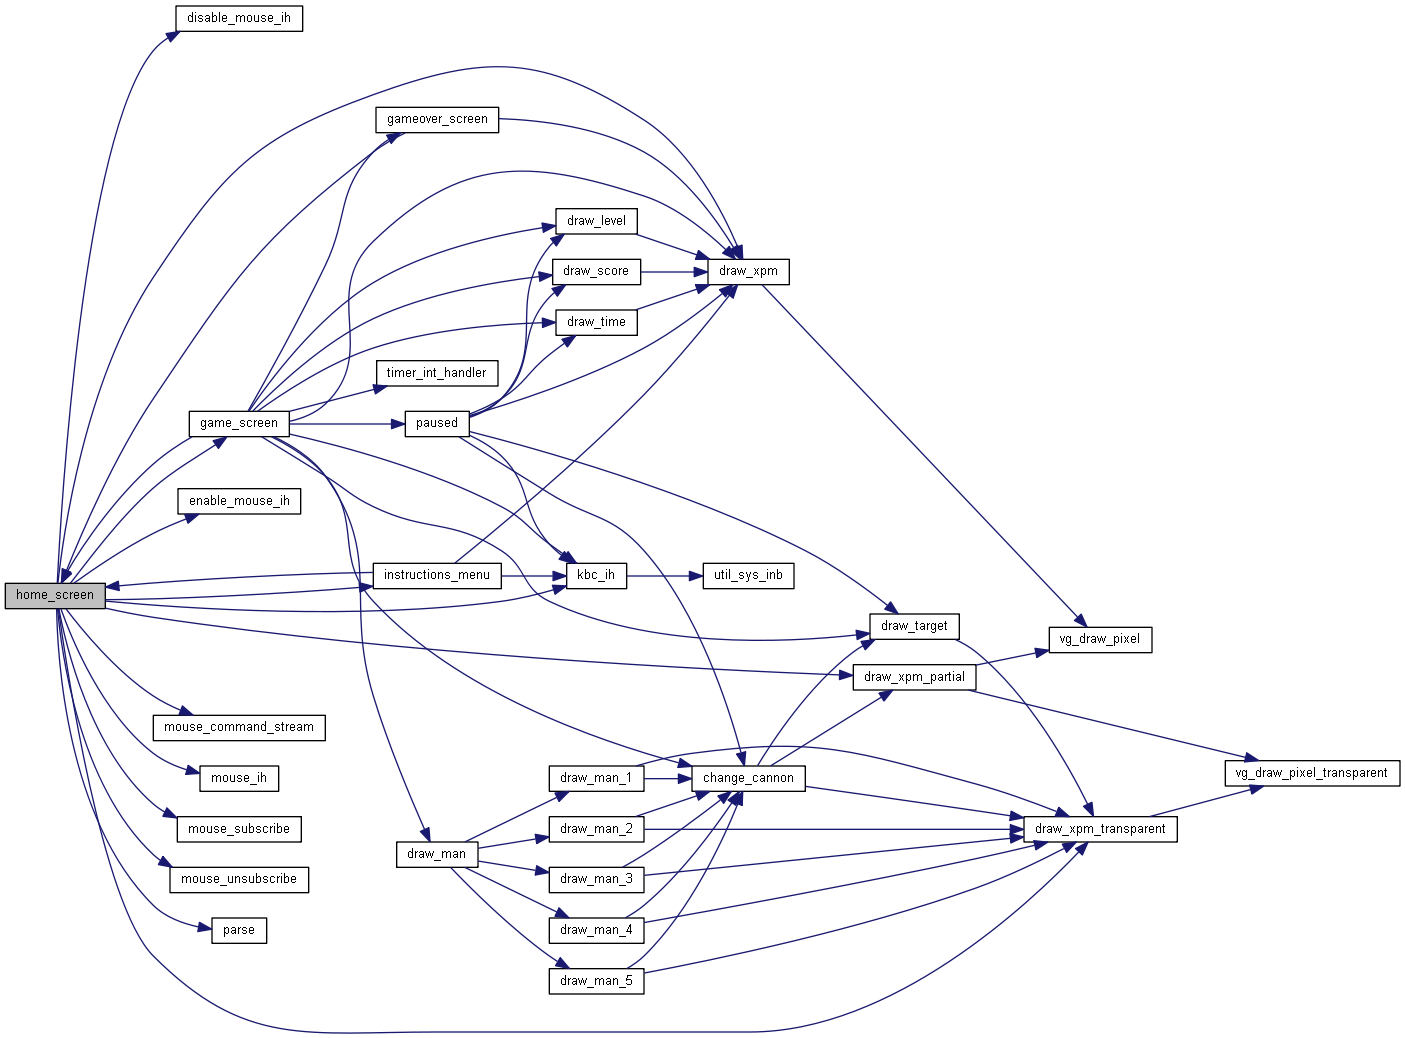 disable_mouse_ih
gameover_screen
draw_level
draw_score
draw_xpm
draw_time
timer_int_handler
game_screen
paused
enable_mouse_ih
instructions_menu
kbc_ih
util_sys_inb
home_screen
draw_target
vg_draw_pixel
draw_xpm_partial
mouse_command_stream
mouse_ih
draw_man_1
change_cannon
vg_draw_pixel_transparent
mouse_subscribe
draw_man_2
draw_xpm_transparent
draw_man
mouse_unsubscribe
draw_man_3
parse
draw_man_4
draw_man_5